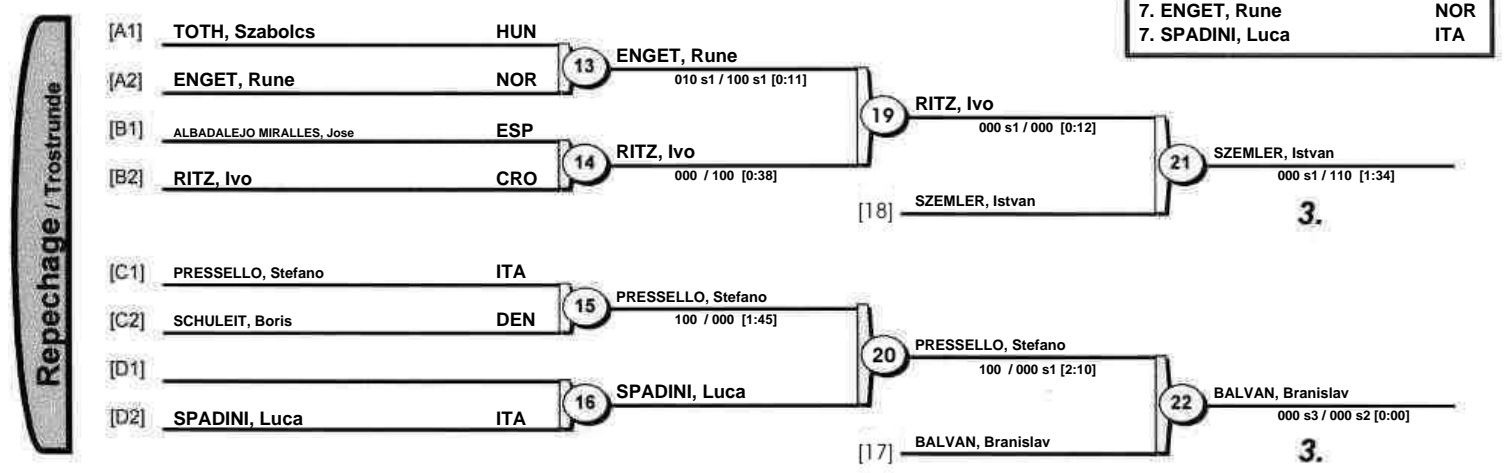 7. ENGET, Rune NOR
7. SPADINI, Luca ITA
Repechage / Trostrunde
[A1] TOTH, Szabolcs HUN
[A2] ENGET, Rune NOR
13
ENGET, Rune
010 s1 / 100 s1 [0:11]
[B1] ALBADALEJO MIRALLES, Jose ESP
[B2] RITZ, Ivo CRO
14
RITZ, Ivo
000 / 100 [0:38]
19
RITZ, Ivo
000 s1 / 000 [0:12]
[18] SZEMLER, Istvan
21
SZEMLER, Istvan
000 s1 / 110 [1:34]
3.
[C1] PRESSELLO, Stefano ITA
[C2] SCHULEIT, Boris DEN
15
PRESSELLO, Stefano
100 / 000 [1:45]
[D1]
[D2] SPADINI, Luca ITA
16
SPADINI, Luca
20
PRESSELLO, Stefano
100 / 000 s1 [2:10]
[17] BALVAN, Branislav
22
BALVAN, Branislav
000 s3 / 000 s2 [0:00]
3.